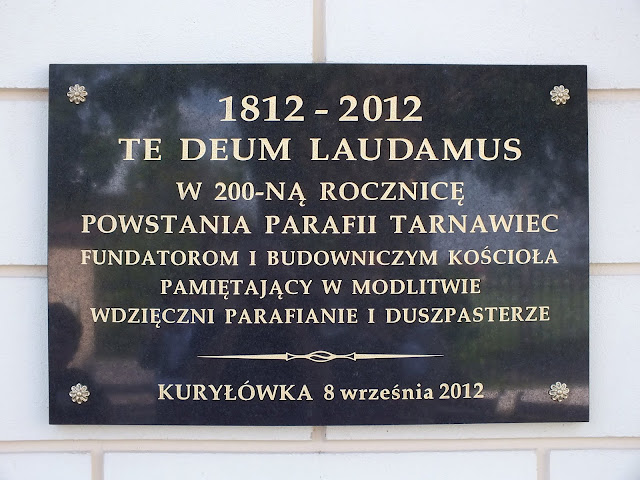 1812 - 2012
TE DEUM LAUDAMUS
W 200-NĄ ROCZNICĘ
POWSTANIA PARAFII TARNAWIEC
FUNDATOROM I BUDOWNICZYM KOŚCIOŁA
PAMIĘTAJĄCY W MODLITWIE
WDZIĘCZNI PARAFIANIE I DUSZPASTERZE
KURYŁÓWKA 8 września 2012